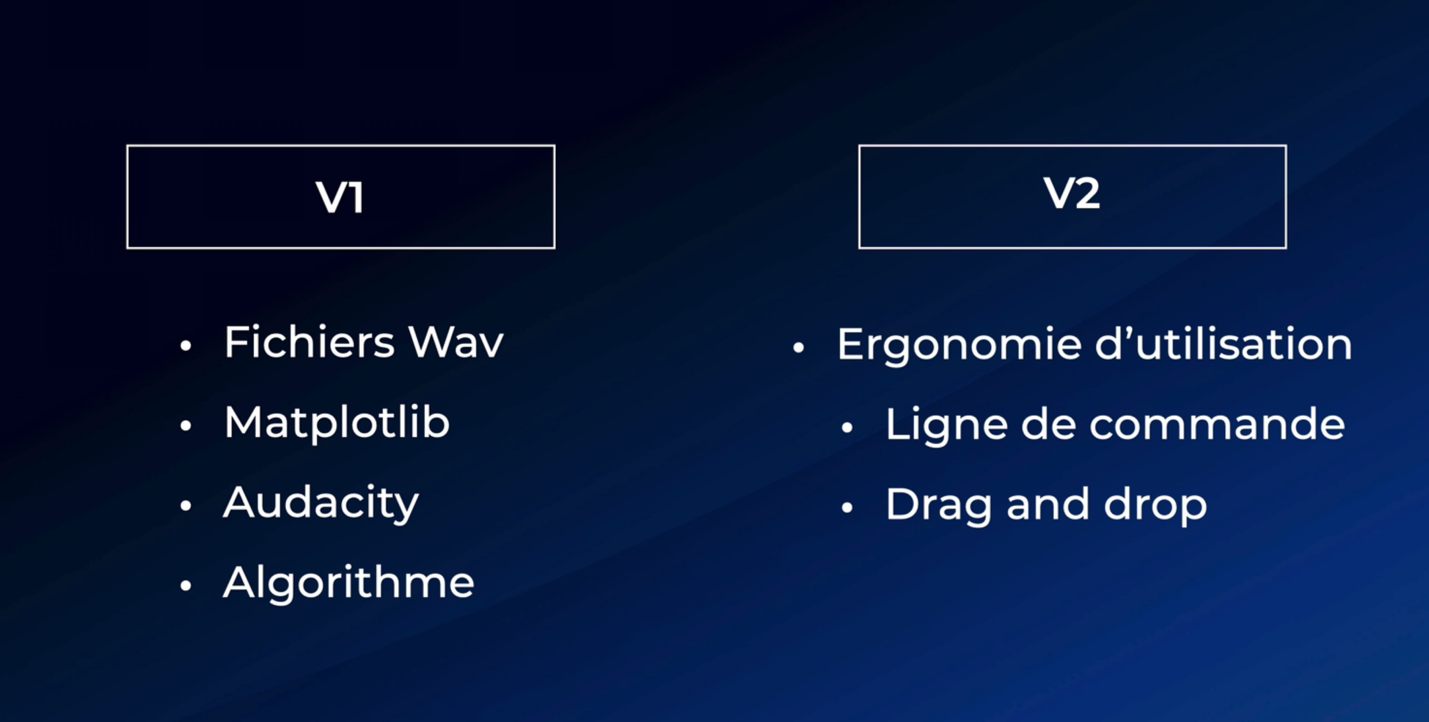 V1
Fichiers Wav
Matplotlib
Audacity
Algorithme
V2
Ergonomie d’utilisation
Ligne de commande
Drag and drop